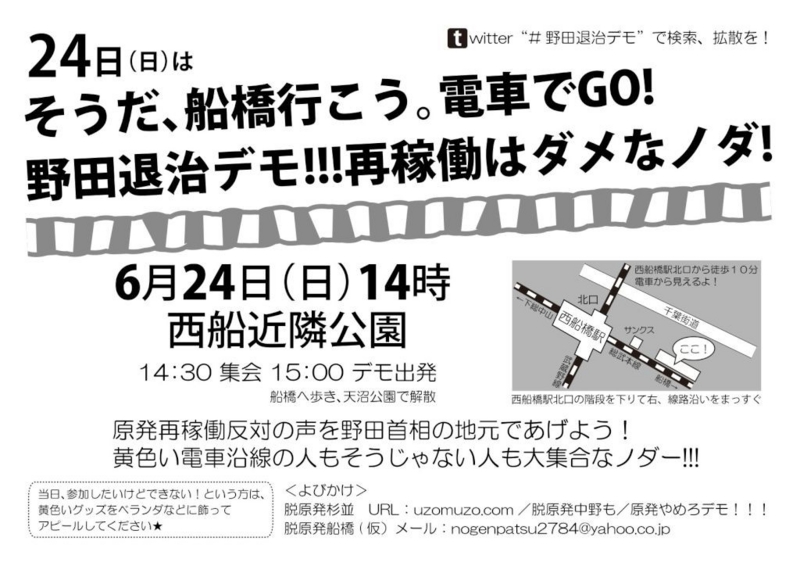 twitter “# 野田退治デモ” で検索、拡散を！
24日（日）は
そうだ、船橋行こう。電車でGO!
野田退治デモ!!!再稼働はダメなノダ!
6月24日（日）14時
西船近隣公園
14：30 集会 15：00 デモ出発
船橋へ歩き、天沼公園で解散
西船橋駅北口から徒歩１０分
電車から見えるよ！
北口
千葉街道
←下総中山
西船橋駅
サンクス
ここ！
総武本線
武蔵野線
船橋→
西船橋駅北口の階段を下りて右、線路沿いをまっすぐ
原発再稼働反対の声を野田首相の地元であげよう！
黄色い電車沿線の人もそうじゃない人も大集合なノダー!!!
当日、参加したいけどできない！という方は、
黄色いグッズをベランダなどに飾って
アピールしてください★
＜よびかけ＞
脱原発杉並　URL：uzomuzo.com ／脱原発中野も／原発やめろデモ！！！
脱原発船橋(仮) メール：nogenpatsu2784@yahoo.co.jp